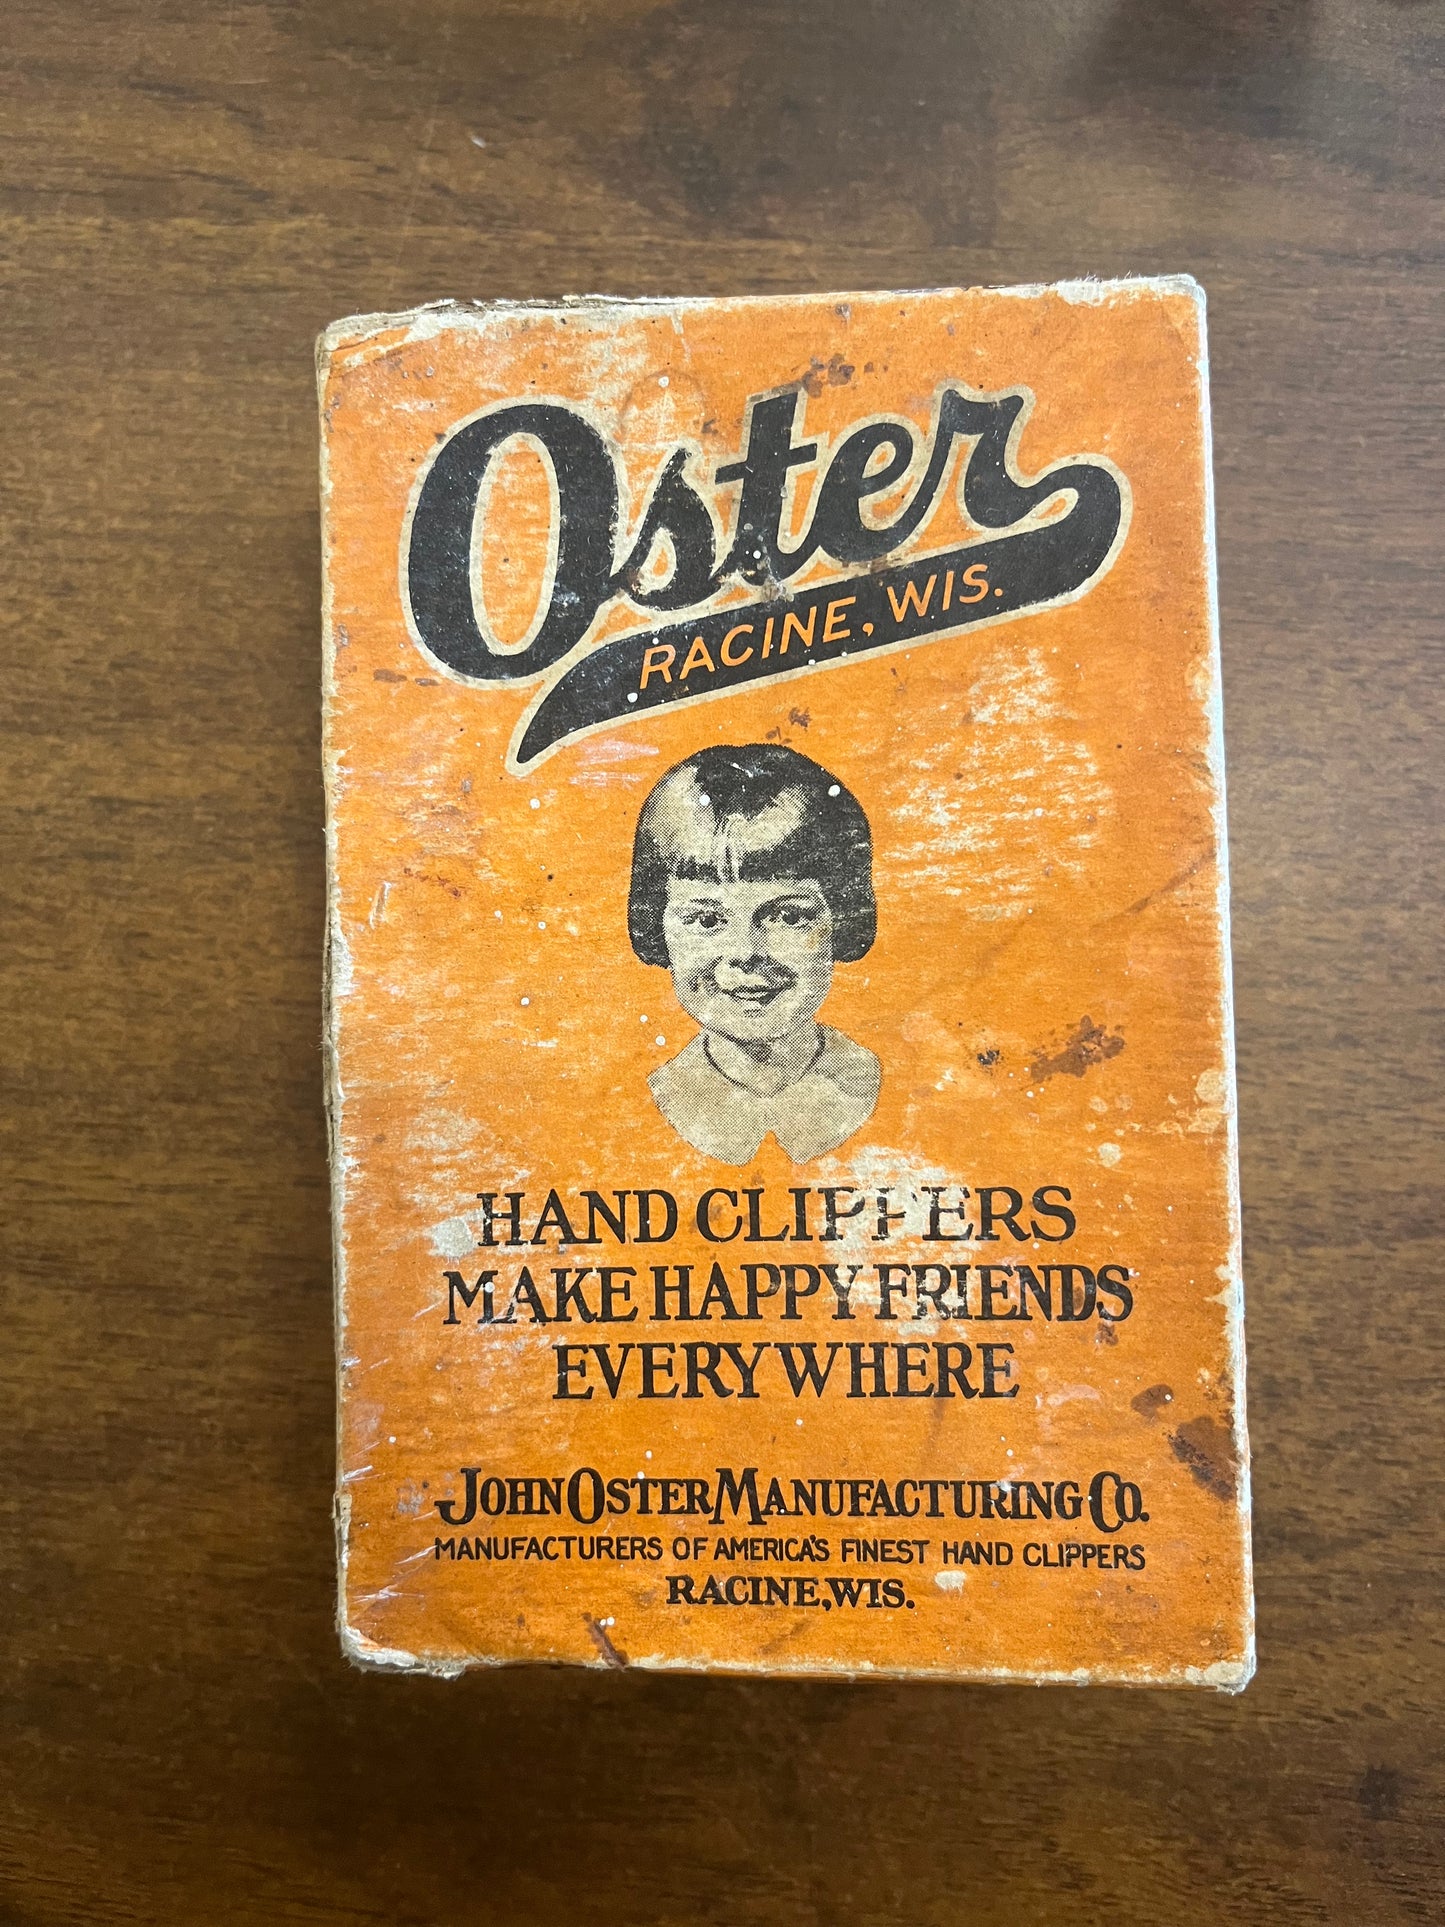 Oster
RACINE, WIS.
HAND CLIPPERS
MAKE HAPPY FRIENDS
EVERYWHERE
JOHN OSTER MANUFACTURING CO.
MANUFACTURERS OF AMERICA'S FINEST HAND CLIPPERS
RACINE, WIS.